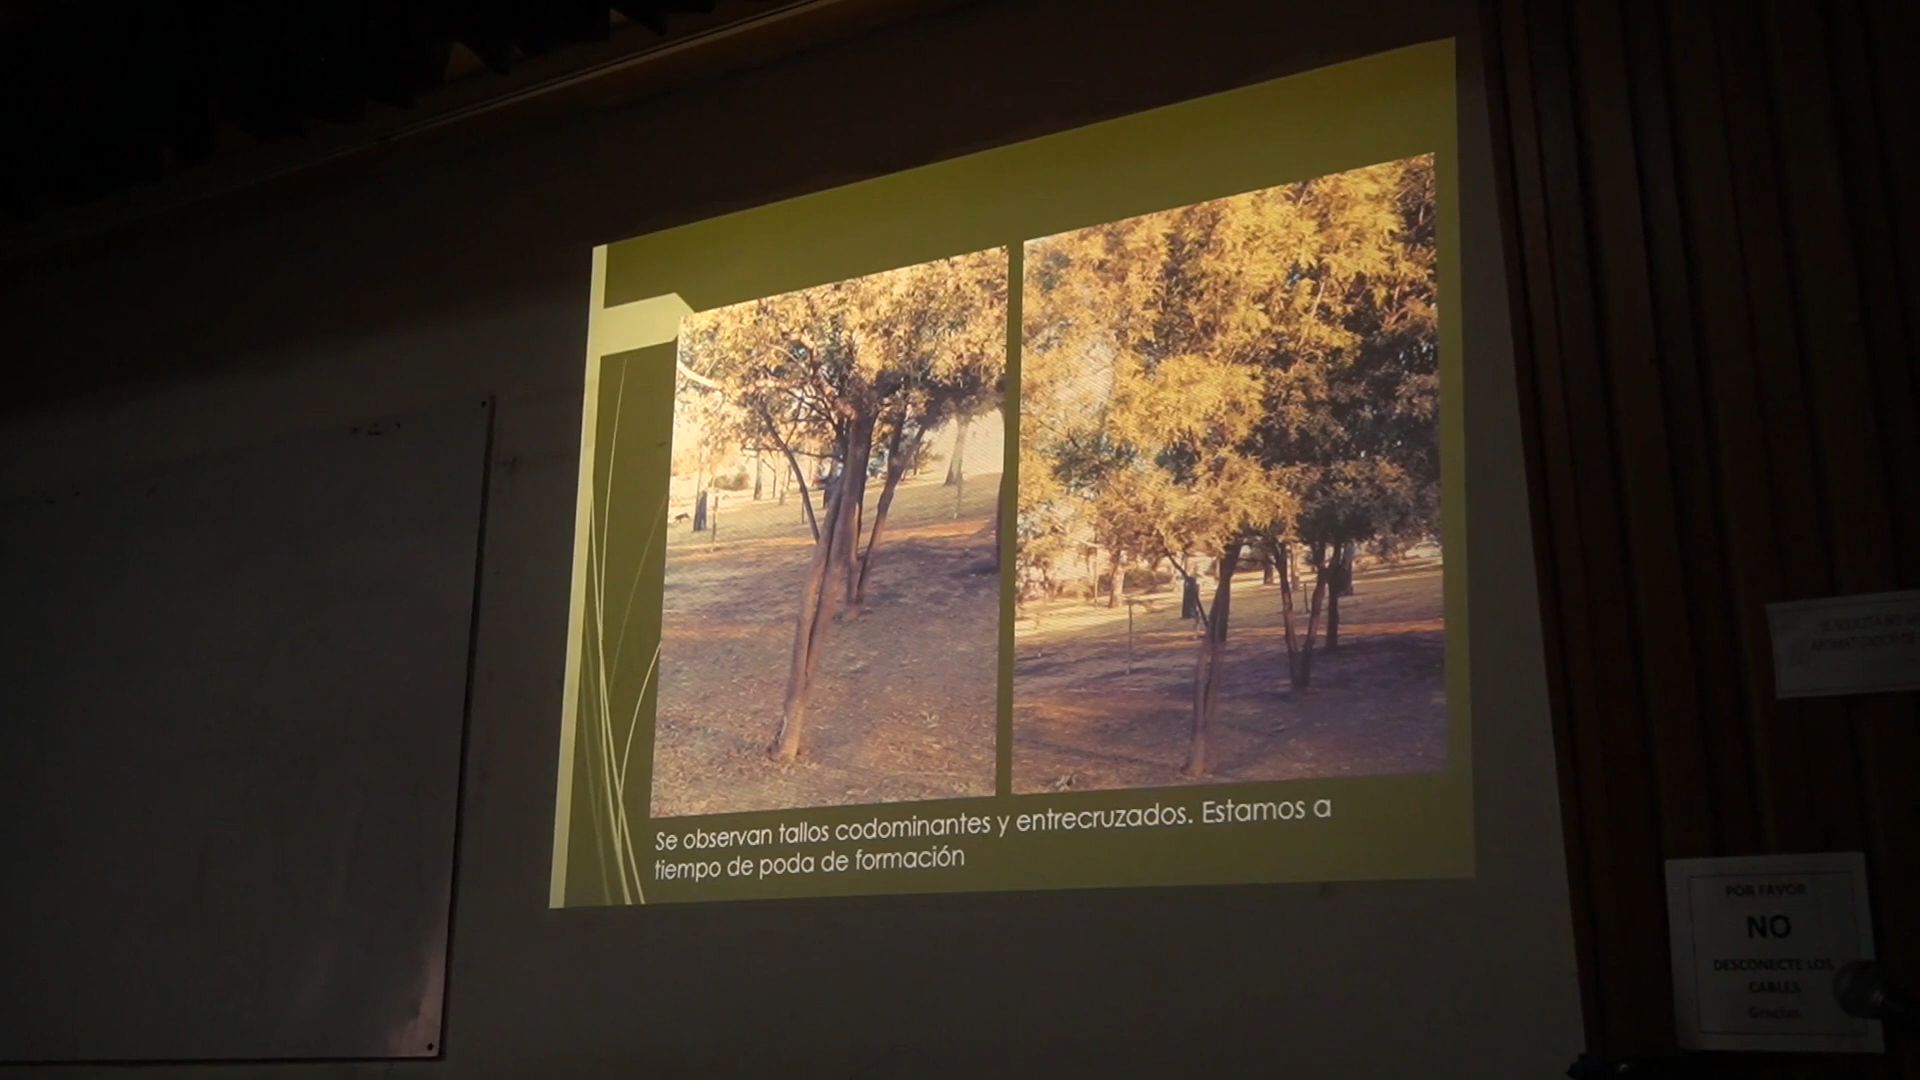 Se observan tallos codominantes y entrecruzados. Estamos a
tiempo de poda de formación
POR FAVOR
NO
DESCONECTE LOS
CABLES
Gracias